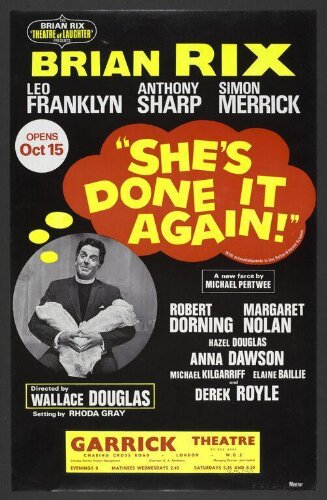 BRIAN RIX
"THEATRE of LAUGHTER"
PRESENTS
BRIAN RIX
LEO FRANKLYN
ANTHONY SHARP
SIMON MERRICK
OPENS
Oct 15
"SHE'S
DONE IT
AGAIN!"
A new farce by
MICHAEL PERTWEE
ROBERT DORNING
MARGARET NOLAN
HAZEL DOUGLAS
ANNA DAWSON
MICHAEL KILGARRIFF ELAINE BAILLIE
and
DEREK ROYLE
Directed by
WALLACE DOUGLAS
Setting by RHODA GRAY
GARRICK THEATRE
CHARING CROSS ROAD · LONDON · W.C.2
EVENINGS 8 MATINEES WEDNESDAYS 2.45 SATURDAYS 5.45 AND 8.30